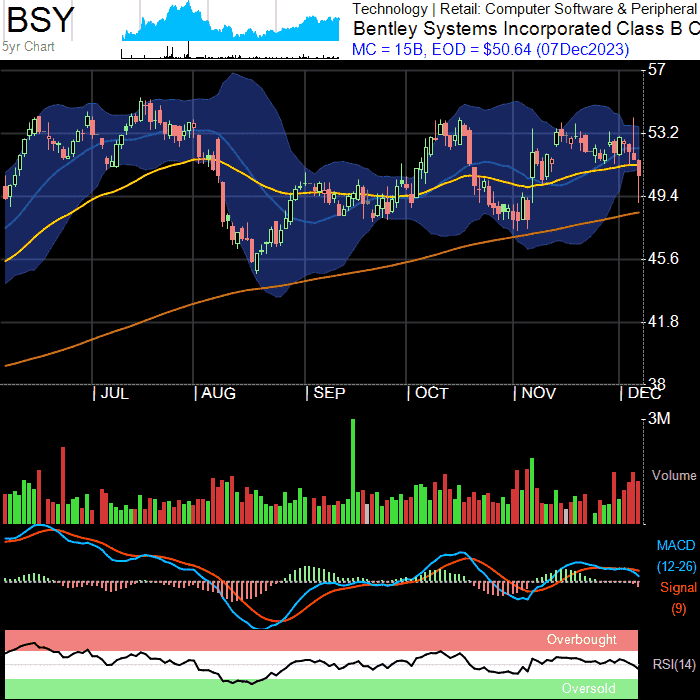 BSY
5yr Chart
Technology | Retail: Computer Software & Peripheral
Bentley Systems Incorporated Class B C
MC = 15B, EOD = $50.64 (07Dec2023)
57
53.2
49.4
45.6
41.8
38
| JUL | AUG | SEP | OCT | NOV | DEC
3M
Volume
MACD
(12-26)
Signal
(9)
Overbought
RSI(14)
Oversold